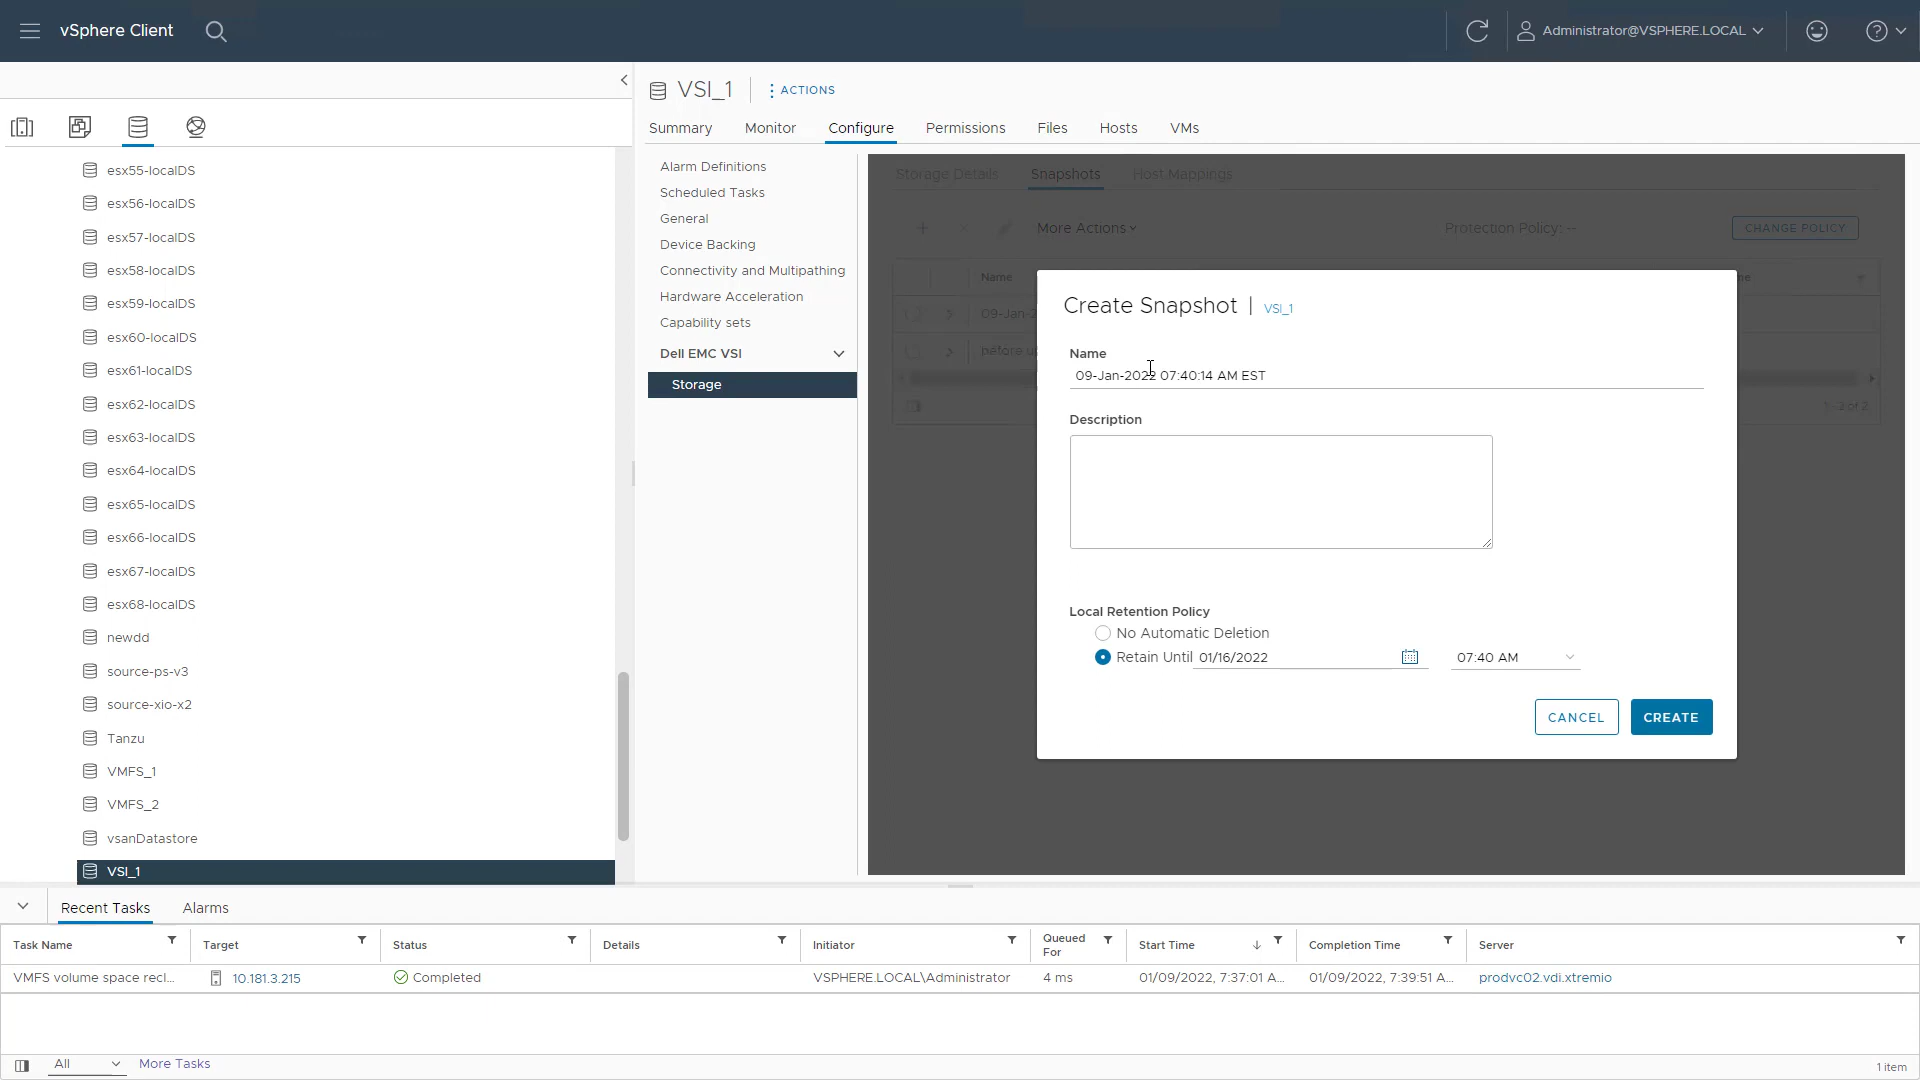 vSphere Client
Administrator@VSPHERE.LOCAL
VSI_1
ACTIONS
Summary
Monitor
Configure
Permissions
Files
Hosts
VMs
esx55-localDS
esx56-localDS
esx57-localDS
esx58-localDS
esx59-localDS
esx60-localDS
esx61-localDS
esx62-localDS
esx63-localDS
esx64-localDS
esx65-localDS
esx66-localDS
esx67-localDS
esx68-localDS
newdd
source-ps-v3
source-xio-x2
Tanzu
VMFS_1
VMFS_2
vsanDatastore
VSI_1
Alarm Definitions
Scheduled Tasks
General
Device Backing
Connectivity and Multipathing
Hardware Acceleration
Capability sets
Dell EMC VSI
Storage
Storage Details
Snapshots
Host Mappings
More Actions
Protection Policy: --
CHANGE POLICY
Name
09-Jan-2
before u
1 - 2 of 2
Create Snapshot | VSI_1
Name
09-Jan-2022 07:40:14 AM EST
Description
Local Retention Policy
No Automatic Deletion
Retain Until 01/16/2022 07:40 AM
CANCEL
CREATE
Recent Tasks
Alarms
Task Name
Target
Status
Details
Initiator
Queued For
Start Time
Completion Time
Server
VMFS volume space recl...
10.181.3.215
Completed
VSPHERE.LOCAL\Administrator
4 ms
01/09/2022, 7:37:01 A...
01/09/2022, 7:39:51 A...
prodvc02.vdi.xtremio
All
More Tasks
1 item